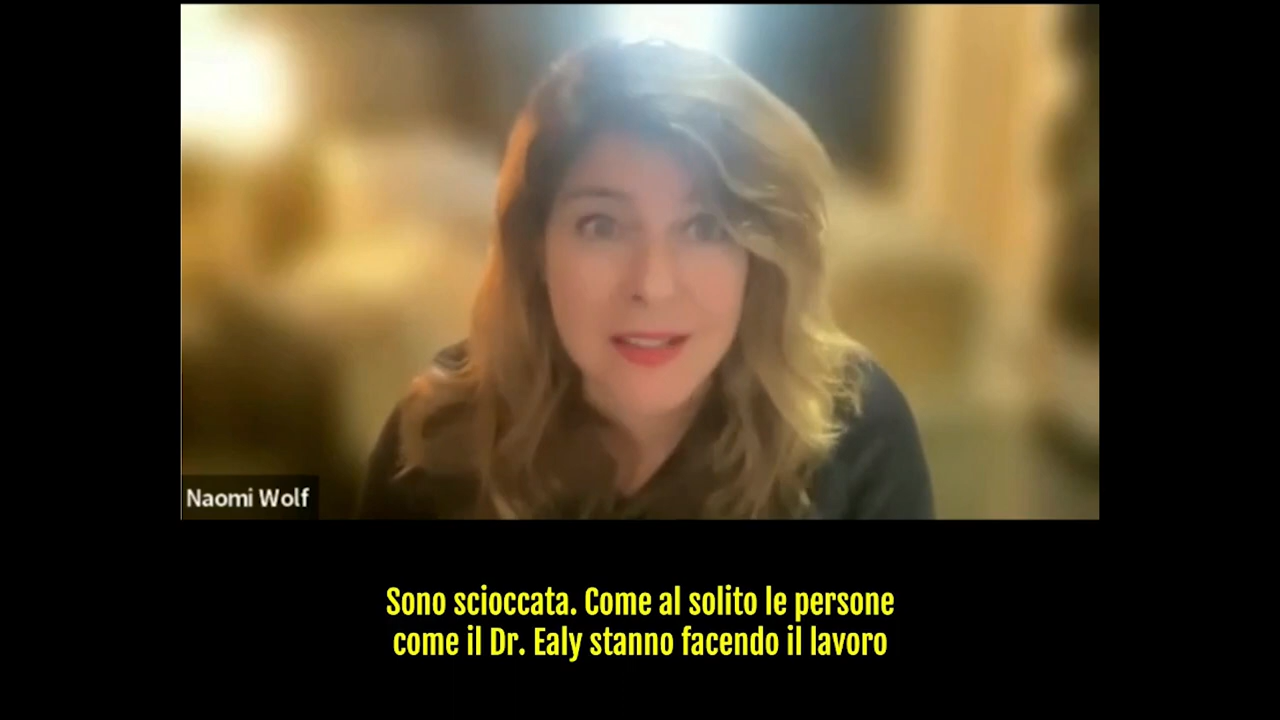 Naomi Wolf
Sono scioccata. Come al solito le persone
come il Dr. Ealy stanno facendo il lavoro